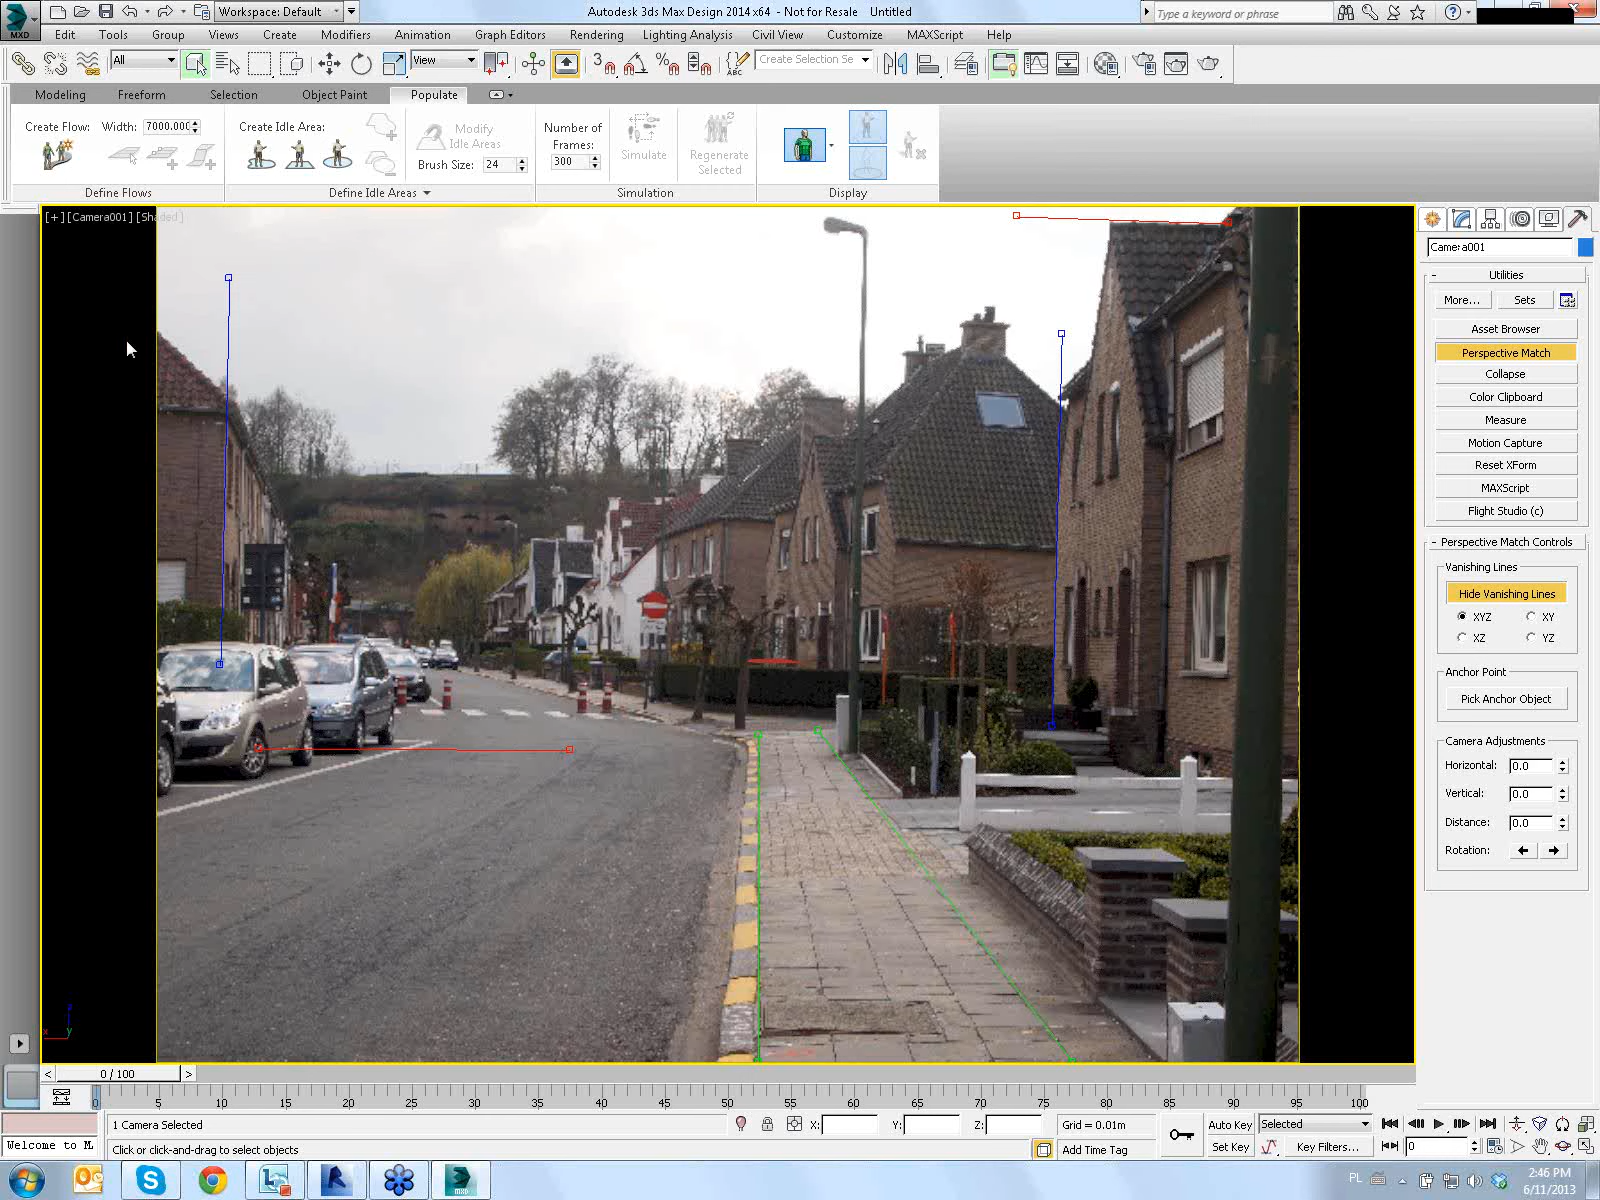 Workspace: Default
Autodesk 3ds Max Design 2014 x64 - Not for Resale Untitled
Type a keyword or phrase
MXD
Edit Tools Group Views Create Modifiers Animation Graph Editors Rendering Lighting Analysis Civil View Customize MAXScript Help
All
View
3
ABC
Create Selection Se
Modeling Freeform Selection Object Paint Populate
Create Flow: Width: 7000.000
Create Idle Area:
Modify
Idle Areas
Brush Size: 24
Number of
Frames:
300
Simulate
Regenerate
Selected
Define Flows
Define Idle Areas
Simulation
Display
[+] [Camera001] [Shaded]
Camera001
- Utilities
More... Sets
Asset Browser
Perspective Match
Collapse
Color Clipboard
Measure
Motion Capture
Reset XForm
MAXScript
Flight Studio (c)
- Perspective Match Controls
Vanishing Lines
Hide Vanishing Lines
XYZ XY
XZ YZ
Anchor Point
Pick Anchor Object
Camera Adjustments
Horizontal: 0.0
Vertical: 0.0
Distance: 0.0
Rotation:
x y
< 0 / 100 >
0 5 10 15 20 25 30 35 40 45 50 55 60 65 70 75 80 85 90 95 100
1 Camera Selected
X: Y: Z:
Grid = 0.01m
Auto Key Selected
Welcome to M
Click or click-and-drag to select objects
Add Time Tag
Set Key Key Filters...
0
PL
2:46 PM
6/11/2013